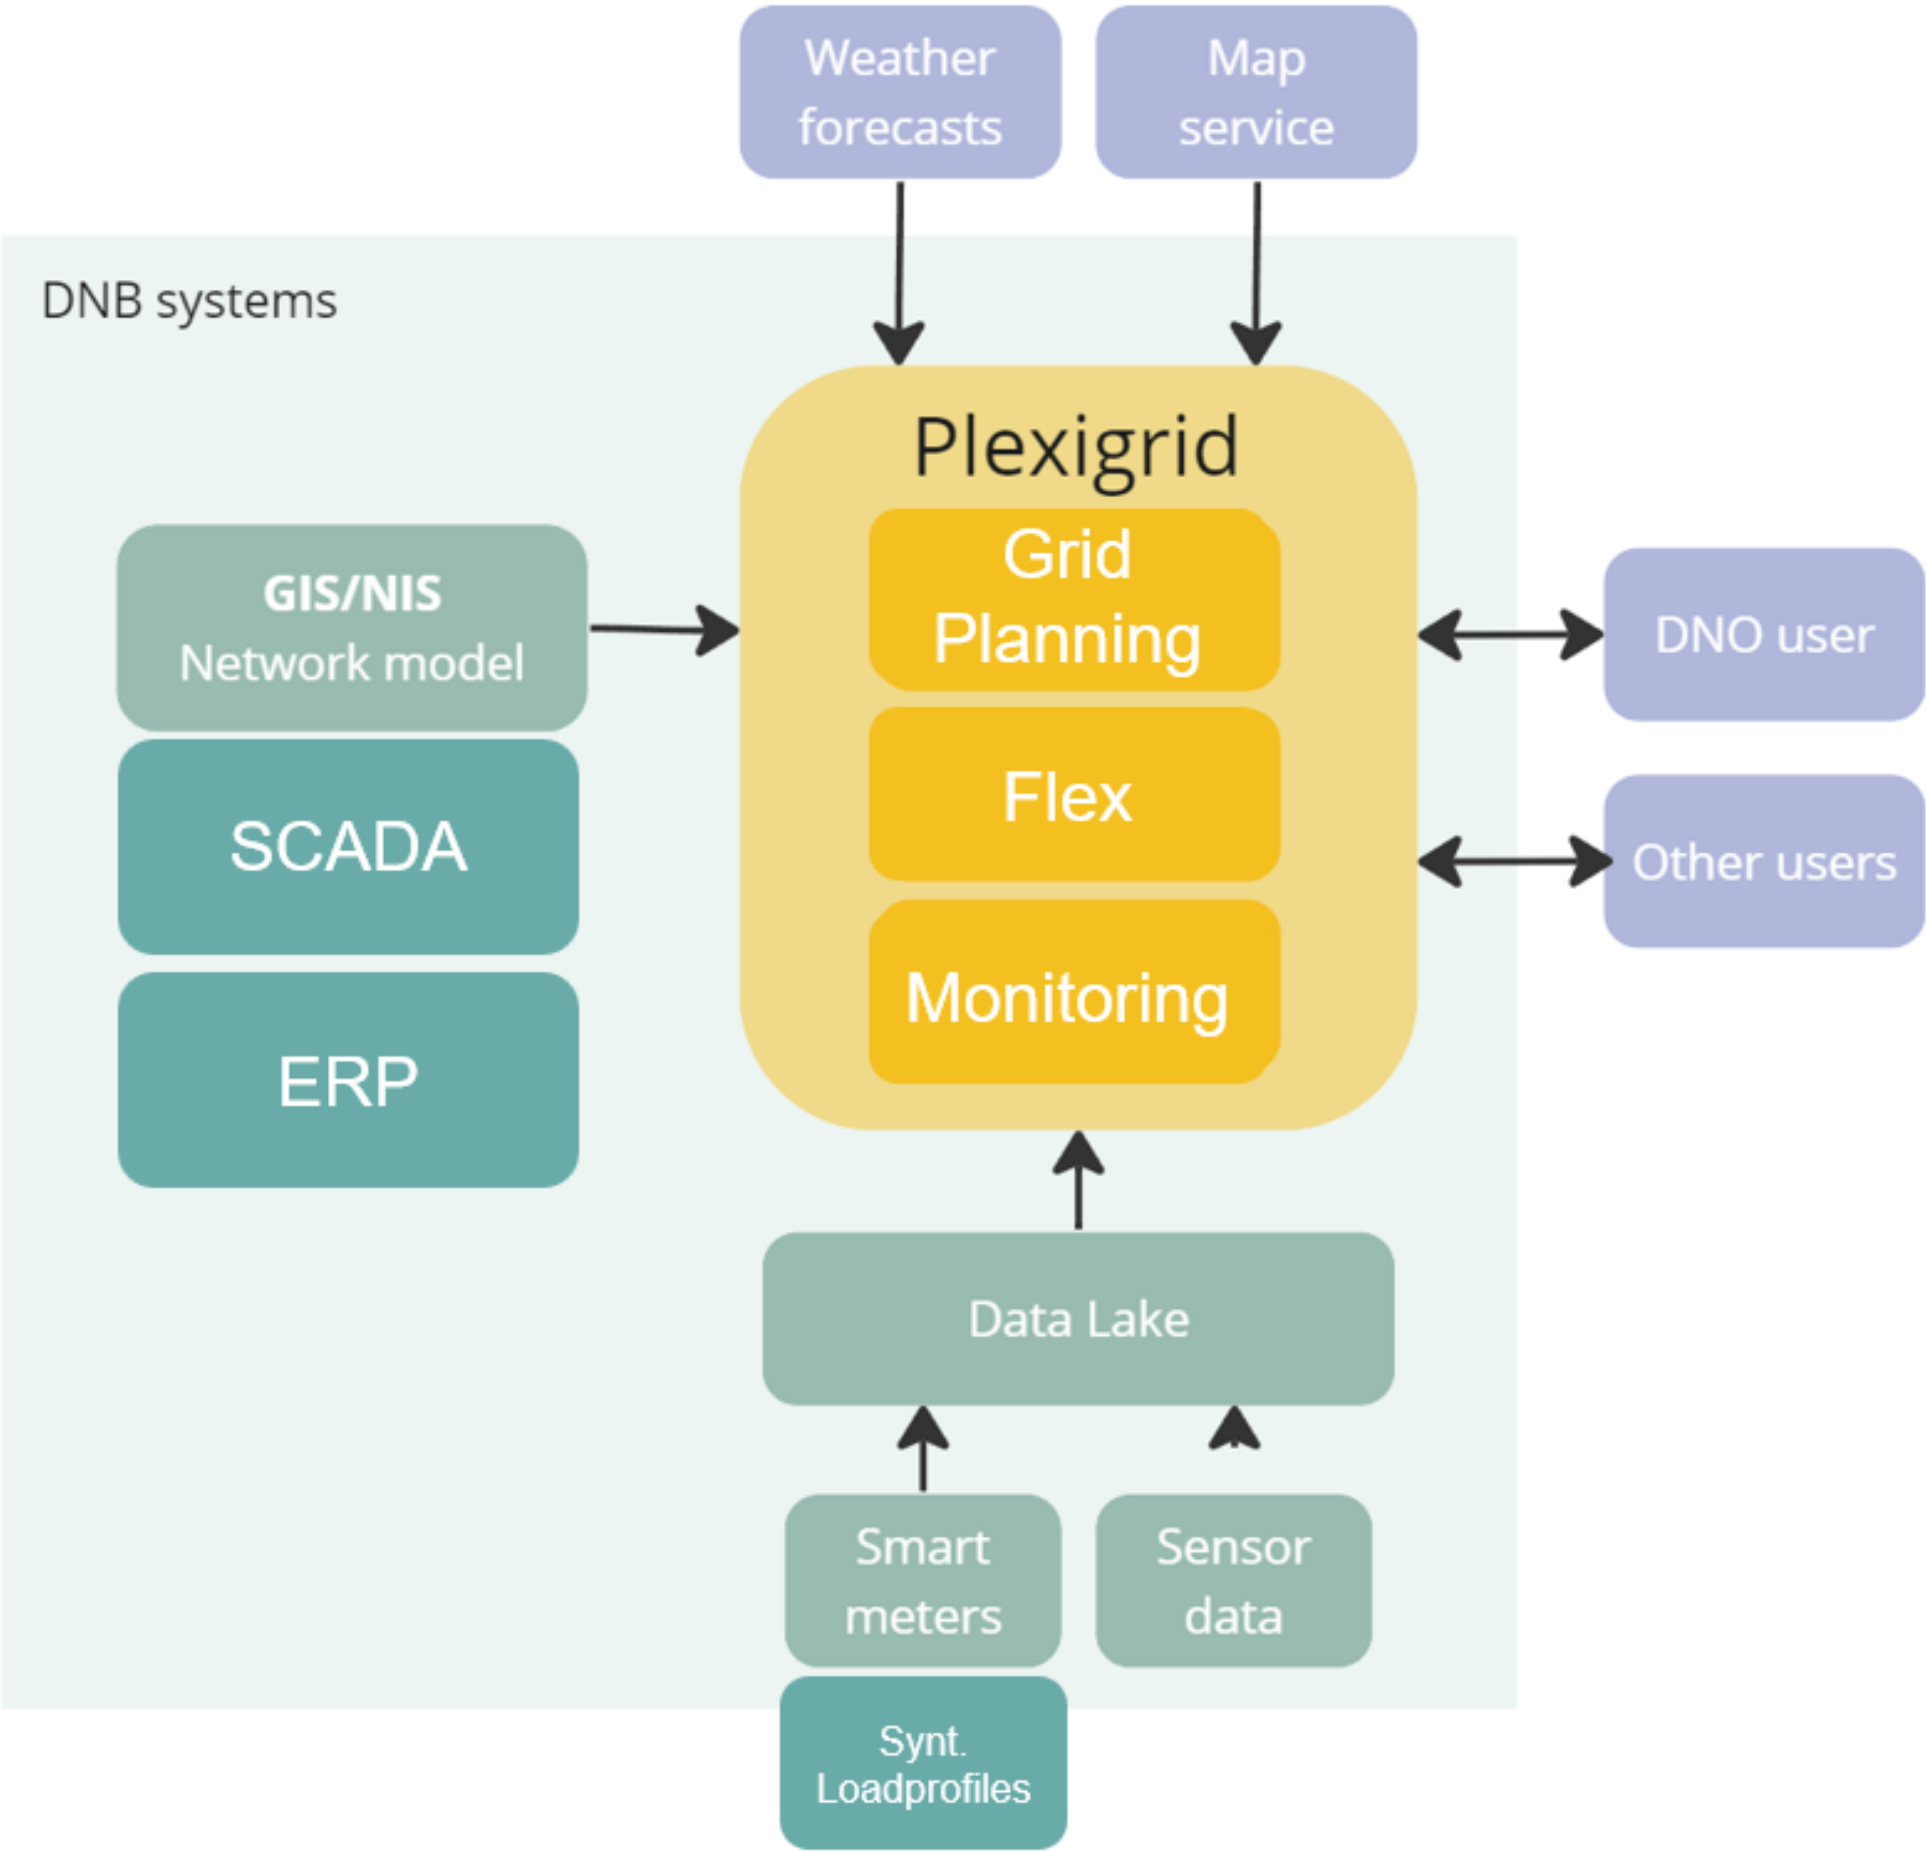 Weather
forecasts
Map
service
DNB systems
Plexigrid
Grid
Planning
Flex
Monitoring
GIS/NIS
Network model
SCADA
ERP
DNO user
Other users
Data Lake
Smart
meters
Sensor
data
Synt.
Loadprofiles